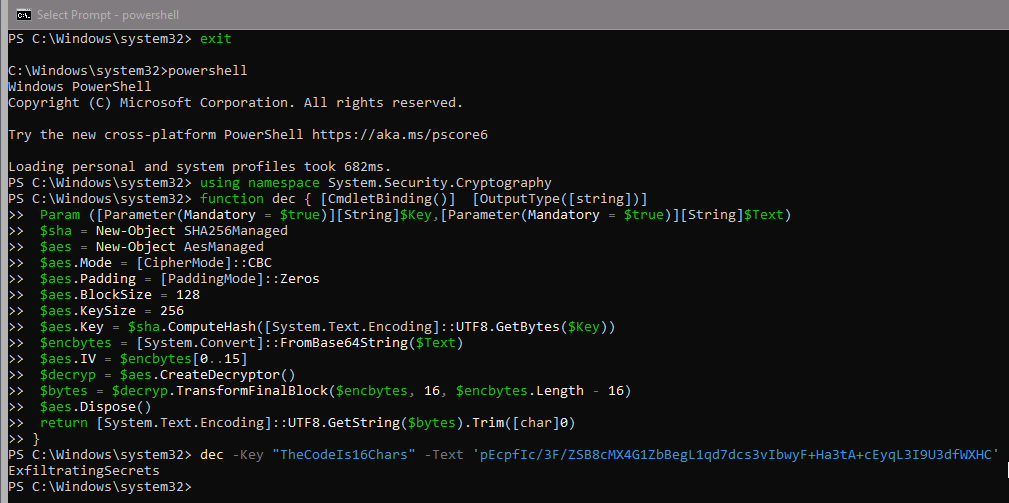 Select Prompt - powershell
PS C:\Windows\system32> exit
C:\Windows\system32>powershell
Windows PowerShell
Copyright (C) Microsoft Corporation. All rights reserved.
Try the new cross-platform PowerShell https://aka.ms/pscore6
Loading personal and system profiles took 682ms.
PS C:\Windows\system32> using namespace System.Security.Cryptography
PS C:\Windows\system32> function dec { [CmdletBinding()]  [OutputType([string])]
>>  Param ([Parameter(Mandatory = $true)][String]$Key,[Parameter(Mandatory = $true)][String]$Text)
>>  $sha = New-Object SHA256Managed
>>  $aes = New-Object AesManaged
>>  $aes.Mode = [CipherMode]::CBC
>>  $aes.Padding = [PaddingMode]::Zeros
>>  $aes.BlockSize = 128
>>  $aes.KeySize = 256
>>  $aes.Key = $sha.ComputeHash([System.Text.Encoding]::UTF8.GetBytes($Key))
>>  $encbytes = [System.Convert]::FromBase64String($Text)
>>  $aes.IV = $encbytes[0..15]
>>  $decryp = $aes.CreateDecryptor()
>>  $bytes = $decryp.TransformFinalBlock($encbytes, 16, $encbytes.Length - 16)
>>  $aes.Dispose()
>>  return [System.Text.Encoding]::UTF8.GetString($bytes).Trim([char]0)
>> }
PS C:\Windows\system32> dec -Key "TheCodeIs16Chars" -Text 'pEcpfIc/3F/ZSB8cMX4G1ZbBegL1qd7dcs3vIbwyF+Ha3tA+cEyqL3I9U3dfWXHC'
ExfiltratingSecrets
PS C:\Windows\system32>